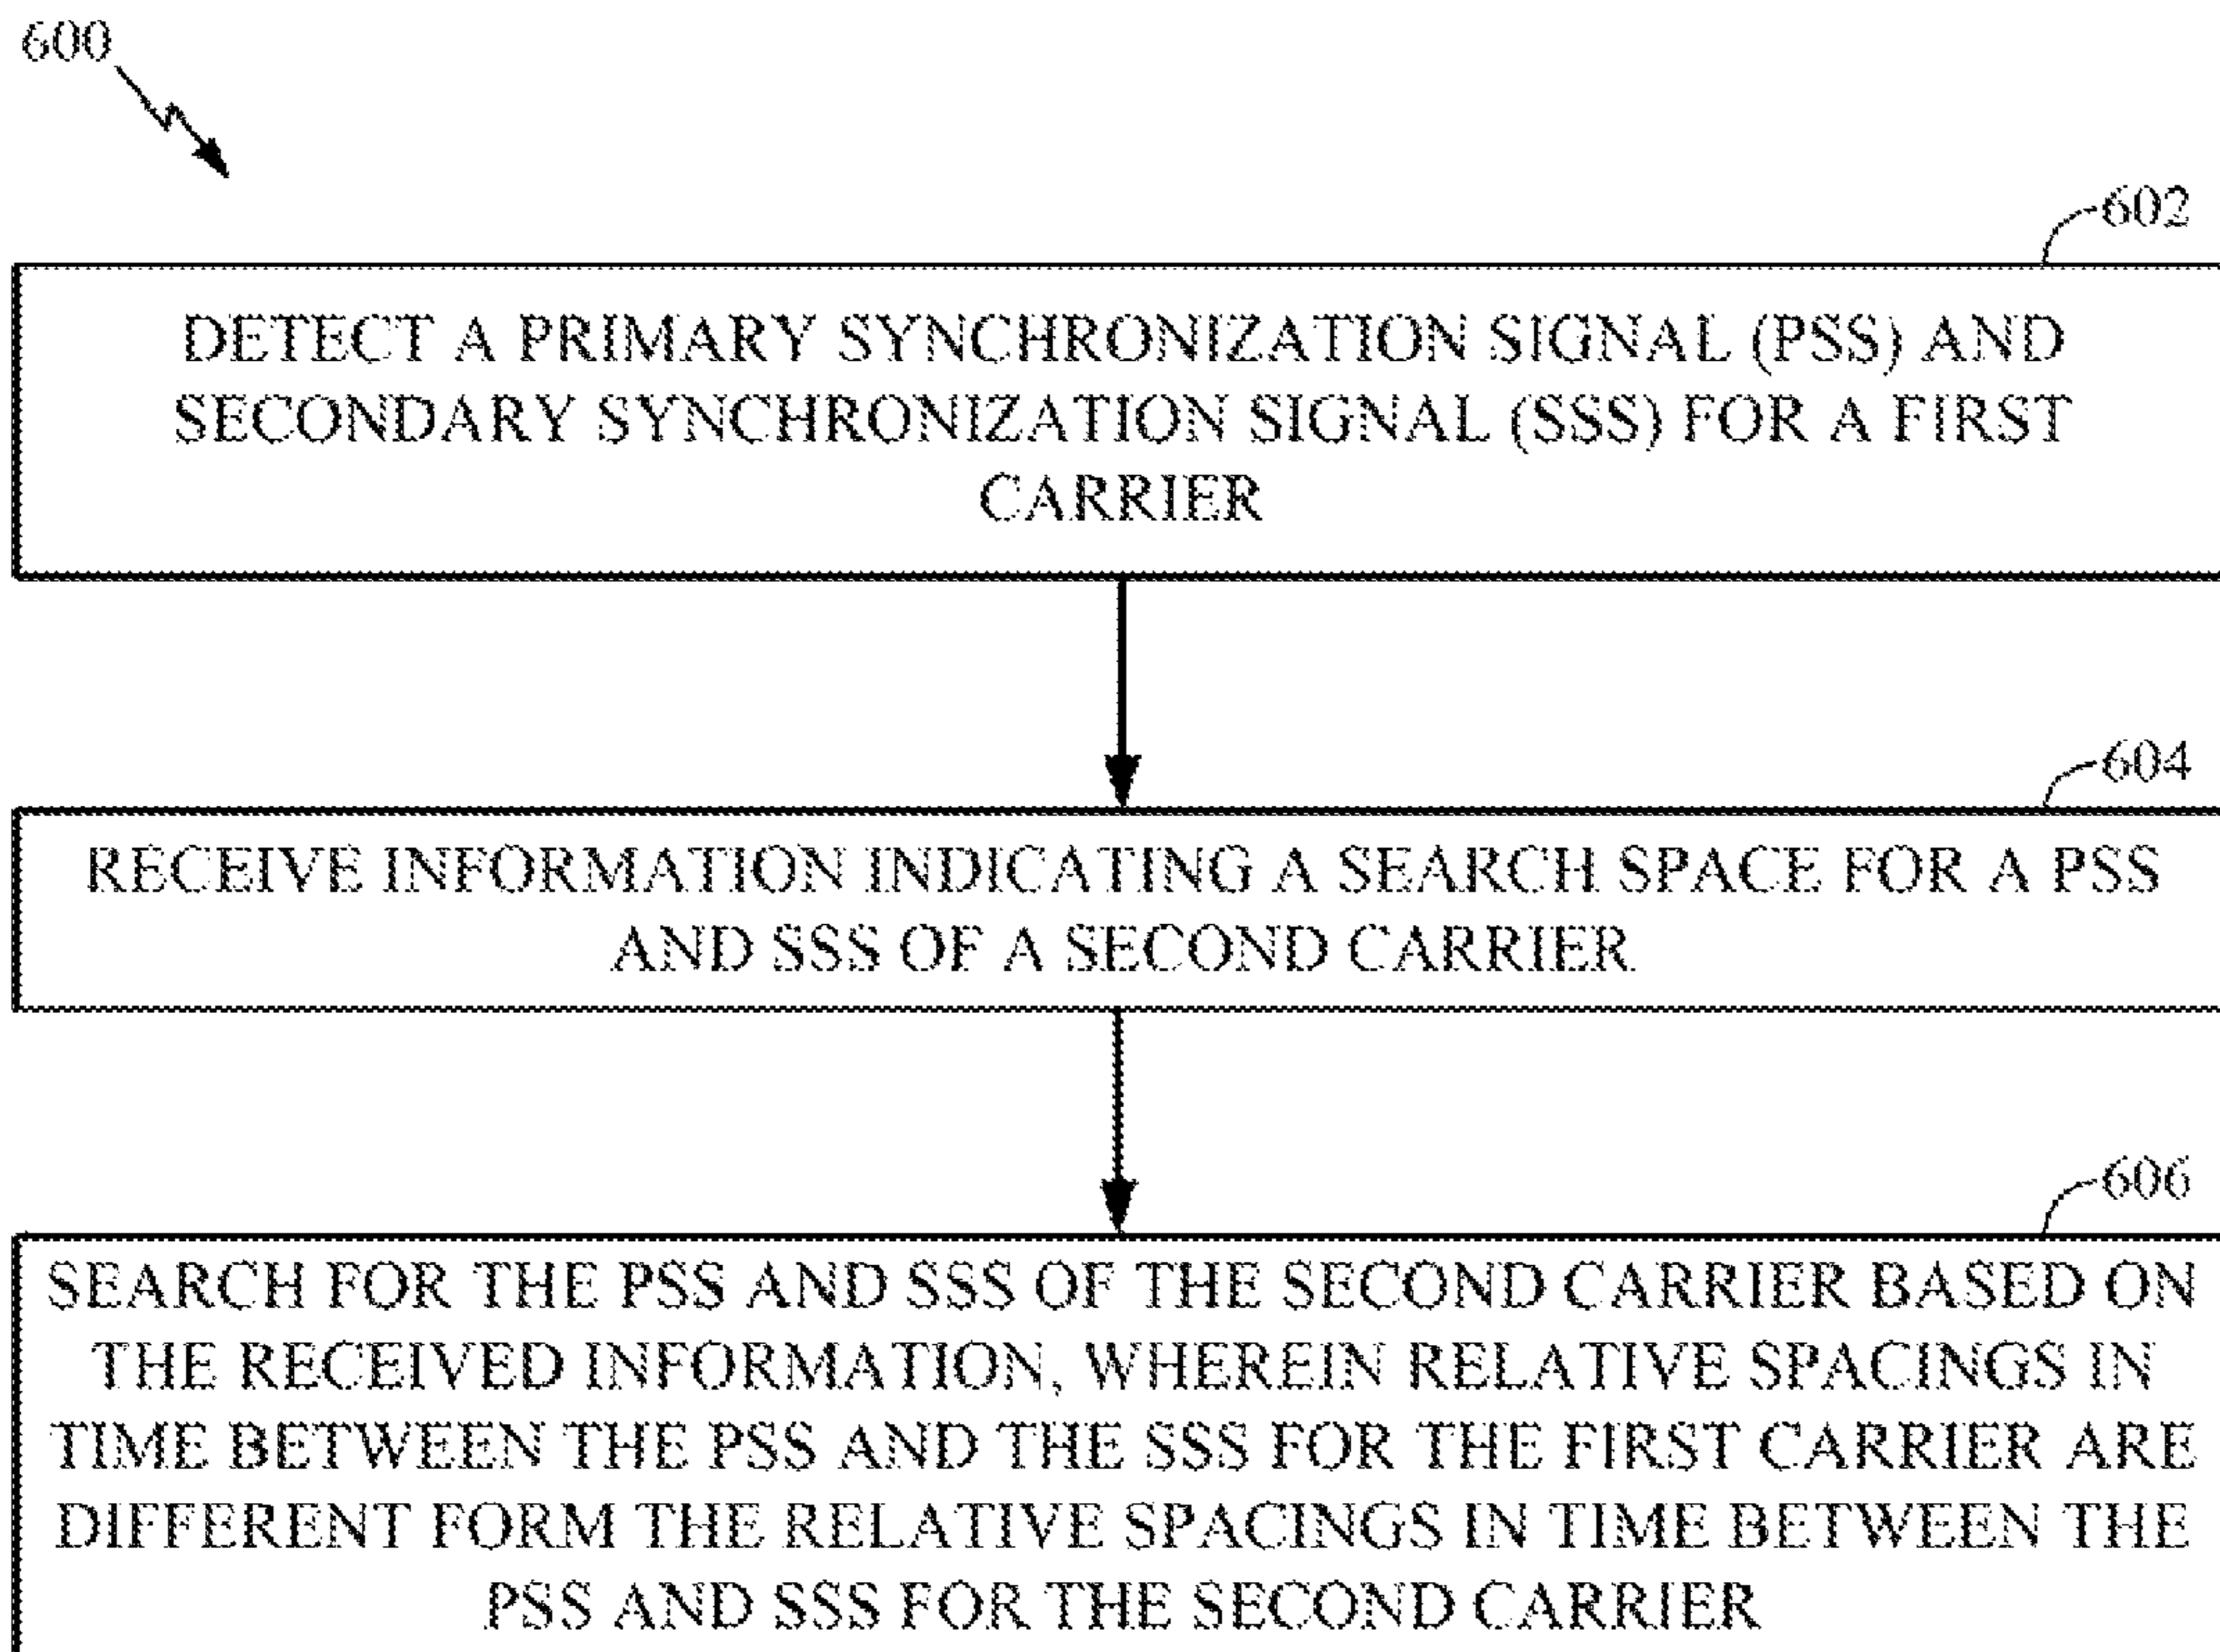 600
602
DETECT A PRIMARY SYNCHRONIZATION SIGNAL (PSS) AND
SECONDARY SYNCHRONIZATION SIGNAL (SSS) FOR A FIRST
CARRIER
604
RECEIVE INFORMATION INDICATING A SEARCH SPACE FOR A PSS
AND SSS OF A SECOND CARRIER
606
SEARCH FOR THE PSS AND SSS OF THE SECOND CARRIER BASED ON
THE RECEIVED INFORMATION, WHEREIN RELATIVE SPACINGS IN
TIME BETWEEN THE PSS AND THE SSS FOR THE FIRST CARRIER ARE
DIFFERENT FORM THE RELATIVE SPACINGS IN TIME BETWEEN THE
PSS AND SSS FOR THE SECOND CARRIER